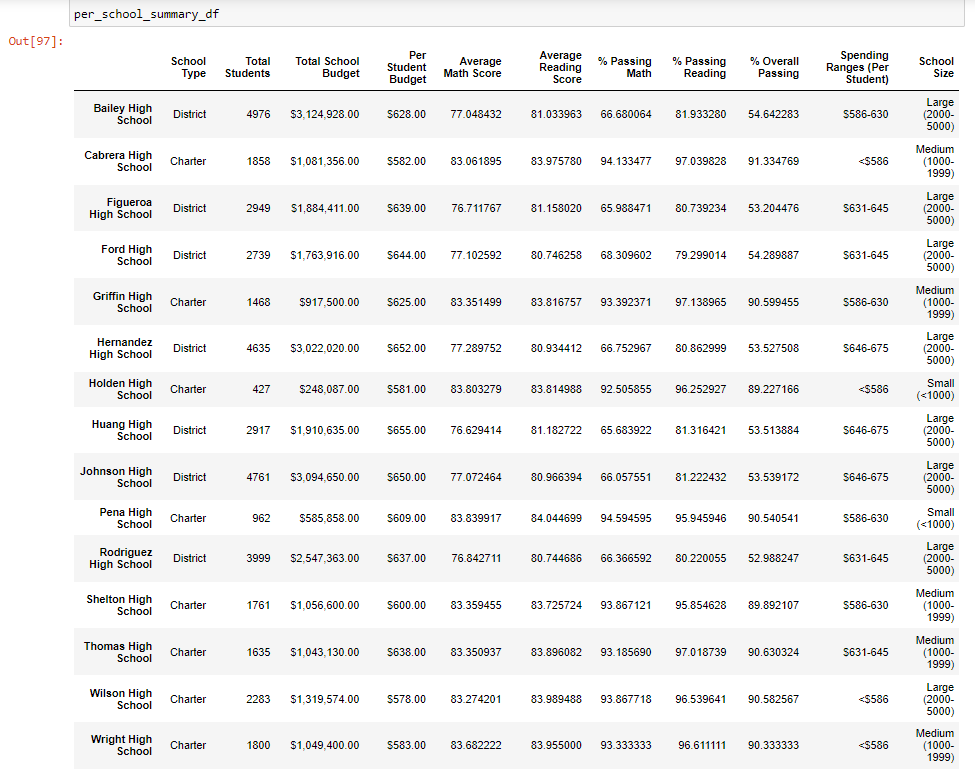 per_school_summary_df
Out[97]:
School Type Total Students Total School Budget Per Student Budget Average Math Score Average Reading Score % Passing Math % Passing Reading % Overall Passing Spending Ranges (Per Student) School Size
Bailey High School District 4976 $3,124,928.00 $628.00 77.048432 81.033963 66.680064 81.933280 54.642283 $586-630 Large (2000-5000)
Cabrera High School Charter 1858 $1,081,356.00 $582.00 83.061895 83.975780 94.133477 97.039828 91.334769 <$586 Medium (1000-1999)
Figueroa High School District 2949 $1,884,411.00 $639.00 76.711767 81.158020 65.988471 80.739234 53.204476 $631-645 Large (2000-5000)
Ford High School District 2739 $1,763,916.00 $644.00 77.102592 80.746258 68.309602 79.299014 54.289887 $631-645 Large (2000-5000)
Griffin High School Charter 1468 $917,500.00 $625.00 83.351499 83.816757 93.392371 97.138965 90.599455 $586-630 Medium (1000-1999)
Hernandez High School District 4635 $3,022,020.00 $652.00 77.289752 80.934412 66.752967 80.862999 53.527508 $646-675 Large (2000-5000)
Holden High School Charter 427 $248,087.00 $581.00 83.803279 83.814988 92.505855 96.252927 89.227166 <$586 Small (<1000)
Huang High School District 2917 $1,910,635.00 $655.00 76.629414 81.182722 65.683922 81.316421 53.513884 $646-675 Large (2000-5000)
Johnson High School District 4761 $3,094,650.00 $650.00 77.072464 80.966394 66.057551 81.222432 53.539172 $646-675 Large (2000-5000)
Pena High School Charter 962 $585,858.00 $609.00 83.839917 84.044699 94.594595 95.945946 90.540541 $586-630 Small (<1000)
Rodriguez High School District 3999 $2,547,363.00 $637.00 76.842711 80.744686 66.366592 80.220055 52.988247 $631-645 Large (2000-5000)
Shelton High School Charter 1761 $1,056,600.00 $600.00 83.359455 83.725724 93.867121 95.854628 89.892107 $586-630 Medium (1000-1999)
Thomas High School Charter 1635 $1,043,130.00 $638.00 83.350937 83.896082 93.185690 97.018739 90.630324 $631-645 Medium (1000-1999)
Wilson High School Charter 2283 $1,319,574.00 $578.00 83.274201 83.989488 93.867718 96.539641 90.582567 <$586 Large (2000-5000)
Wright High School Charter 1800 $1,049,400.00 $583.00 83.682222 83.955000 93.333333 96.611111 90.333333 <$586 Medium (1000-1999)